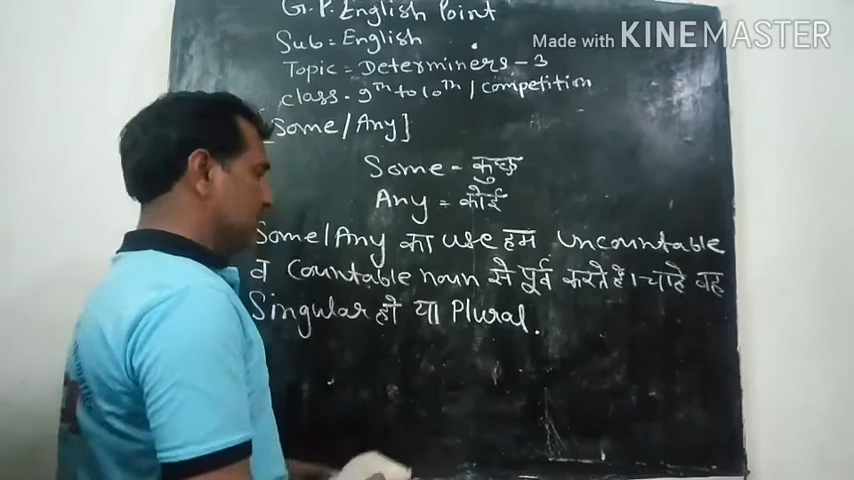 G.P. English Point
Sub = English
Made with KINEMASTER
Topic = Determiners - 3
class - 9th to 10th / Competition
[Some/Any]
Some = कुछ
Any = कोई
Some/Any का use हम uncountable
व Countable noun से पूर्व करते हैं। चाहे वह
Singular हो या Plural.